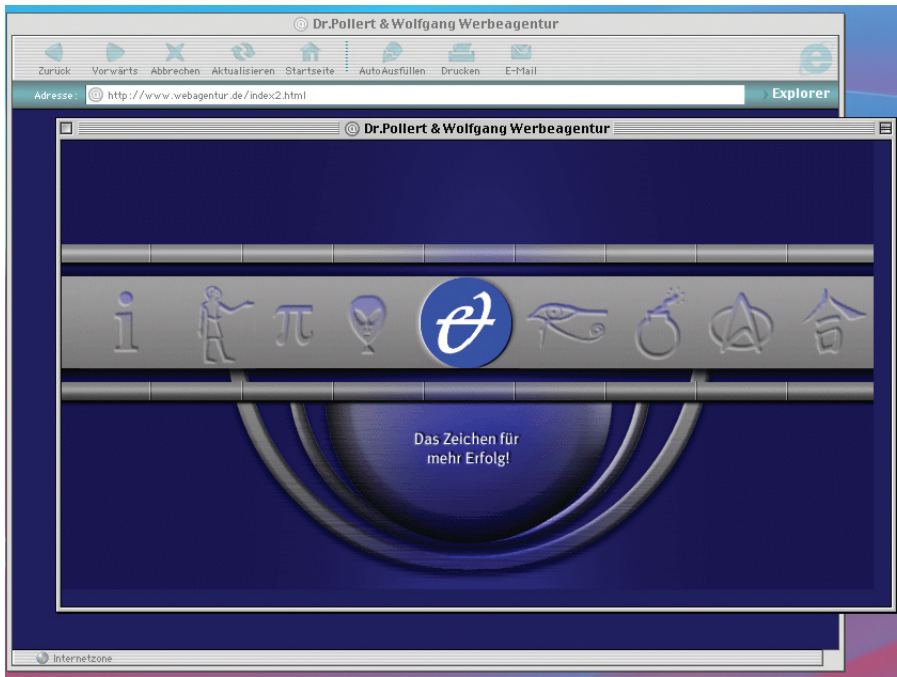 Dr.Pollert & Wolfgang Werbeagentur
Zurück Vorwärts Abbrechen Aktualisieren Startseite AutoAusfüllen Drucken E-Mail
Adresse: http://www.webagentur.de/index2.html Explorer
Dr.Pollert & Wolfgang Werbeagentur
i π & 合
Das Zeichen für
mehr Erfolg!
Internetzone